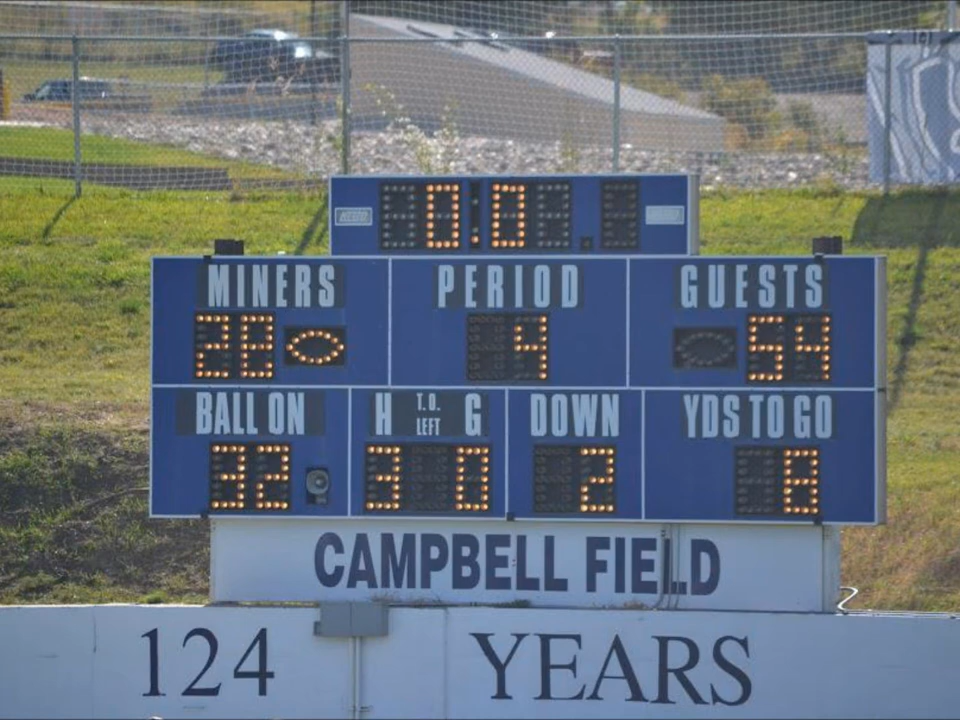 0:0
MINERS PERIOD GUESTS
28 4 54
BALL ON H T.O. LEFT G DOWN YDS TO GO
32 3 0 2 8
CAMPBELL FIELD
124 YEARS